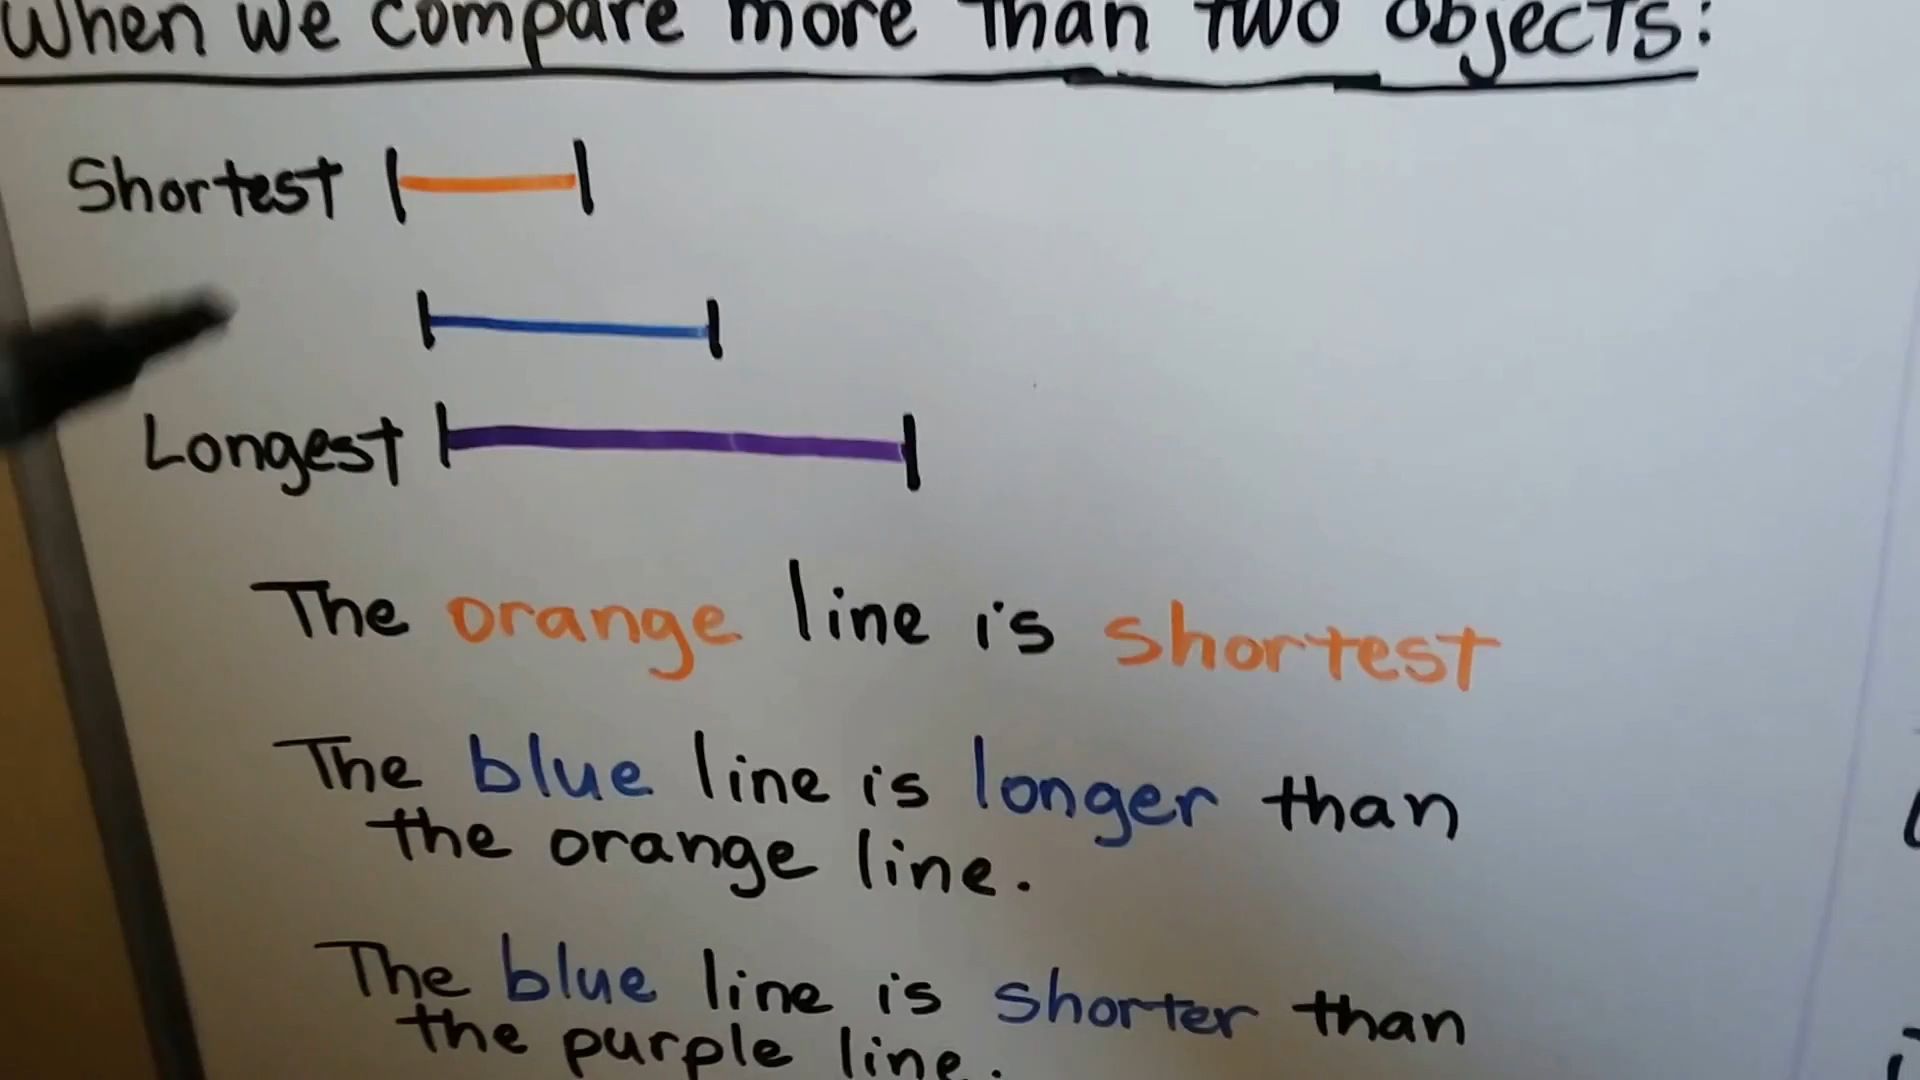 When we compare more than two objects:
Shortest
Longest
The orange line is shortest
The blue line is longer than
the orange line.
The blue line is shorter than
the purple line.